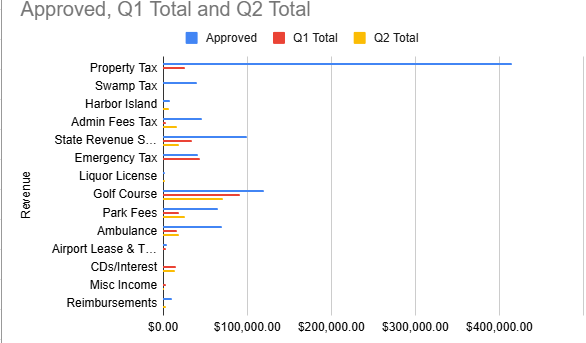 Approved, Q1 Total and Q2 Total
Approved Q1 Total Q2 Total
Revenue
Property Tax
Swamp Tax
Harbor Island
Admin Fees Tax
State Revenue S...
Emergency Tax
Liquor License
Golf Course
Park Fees
Ambulance
Airport Lease & T...
CDs/Interest
Misc Income
Reimbursements
$0.00 $100,000.00 $200,000.00 $300,000.00 $400,000.00